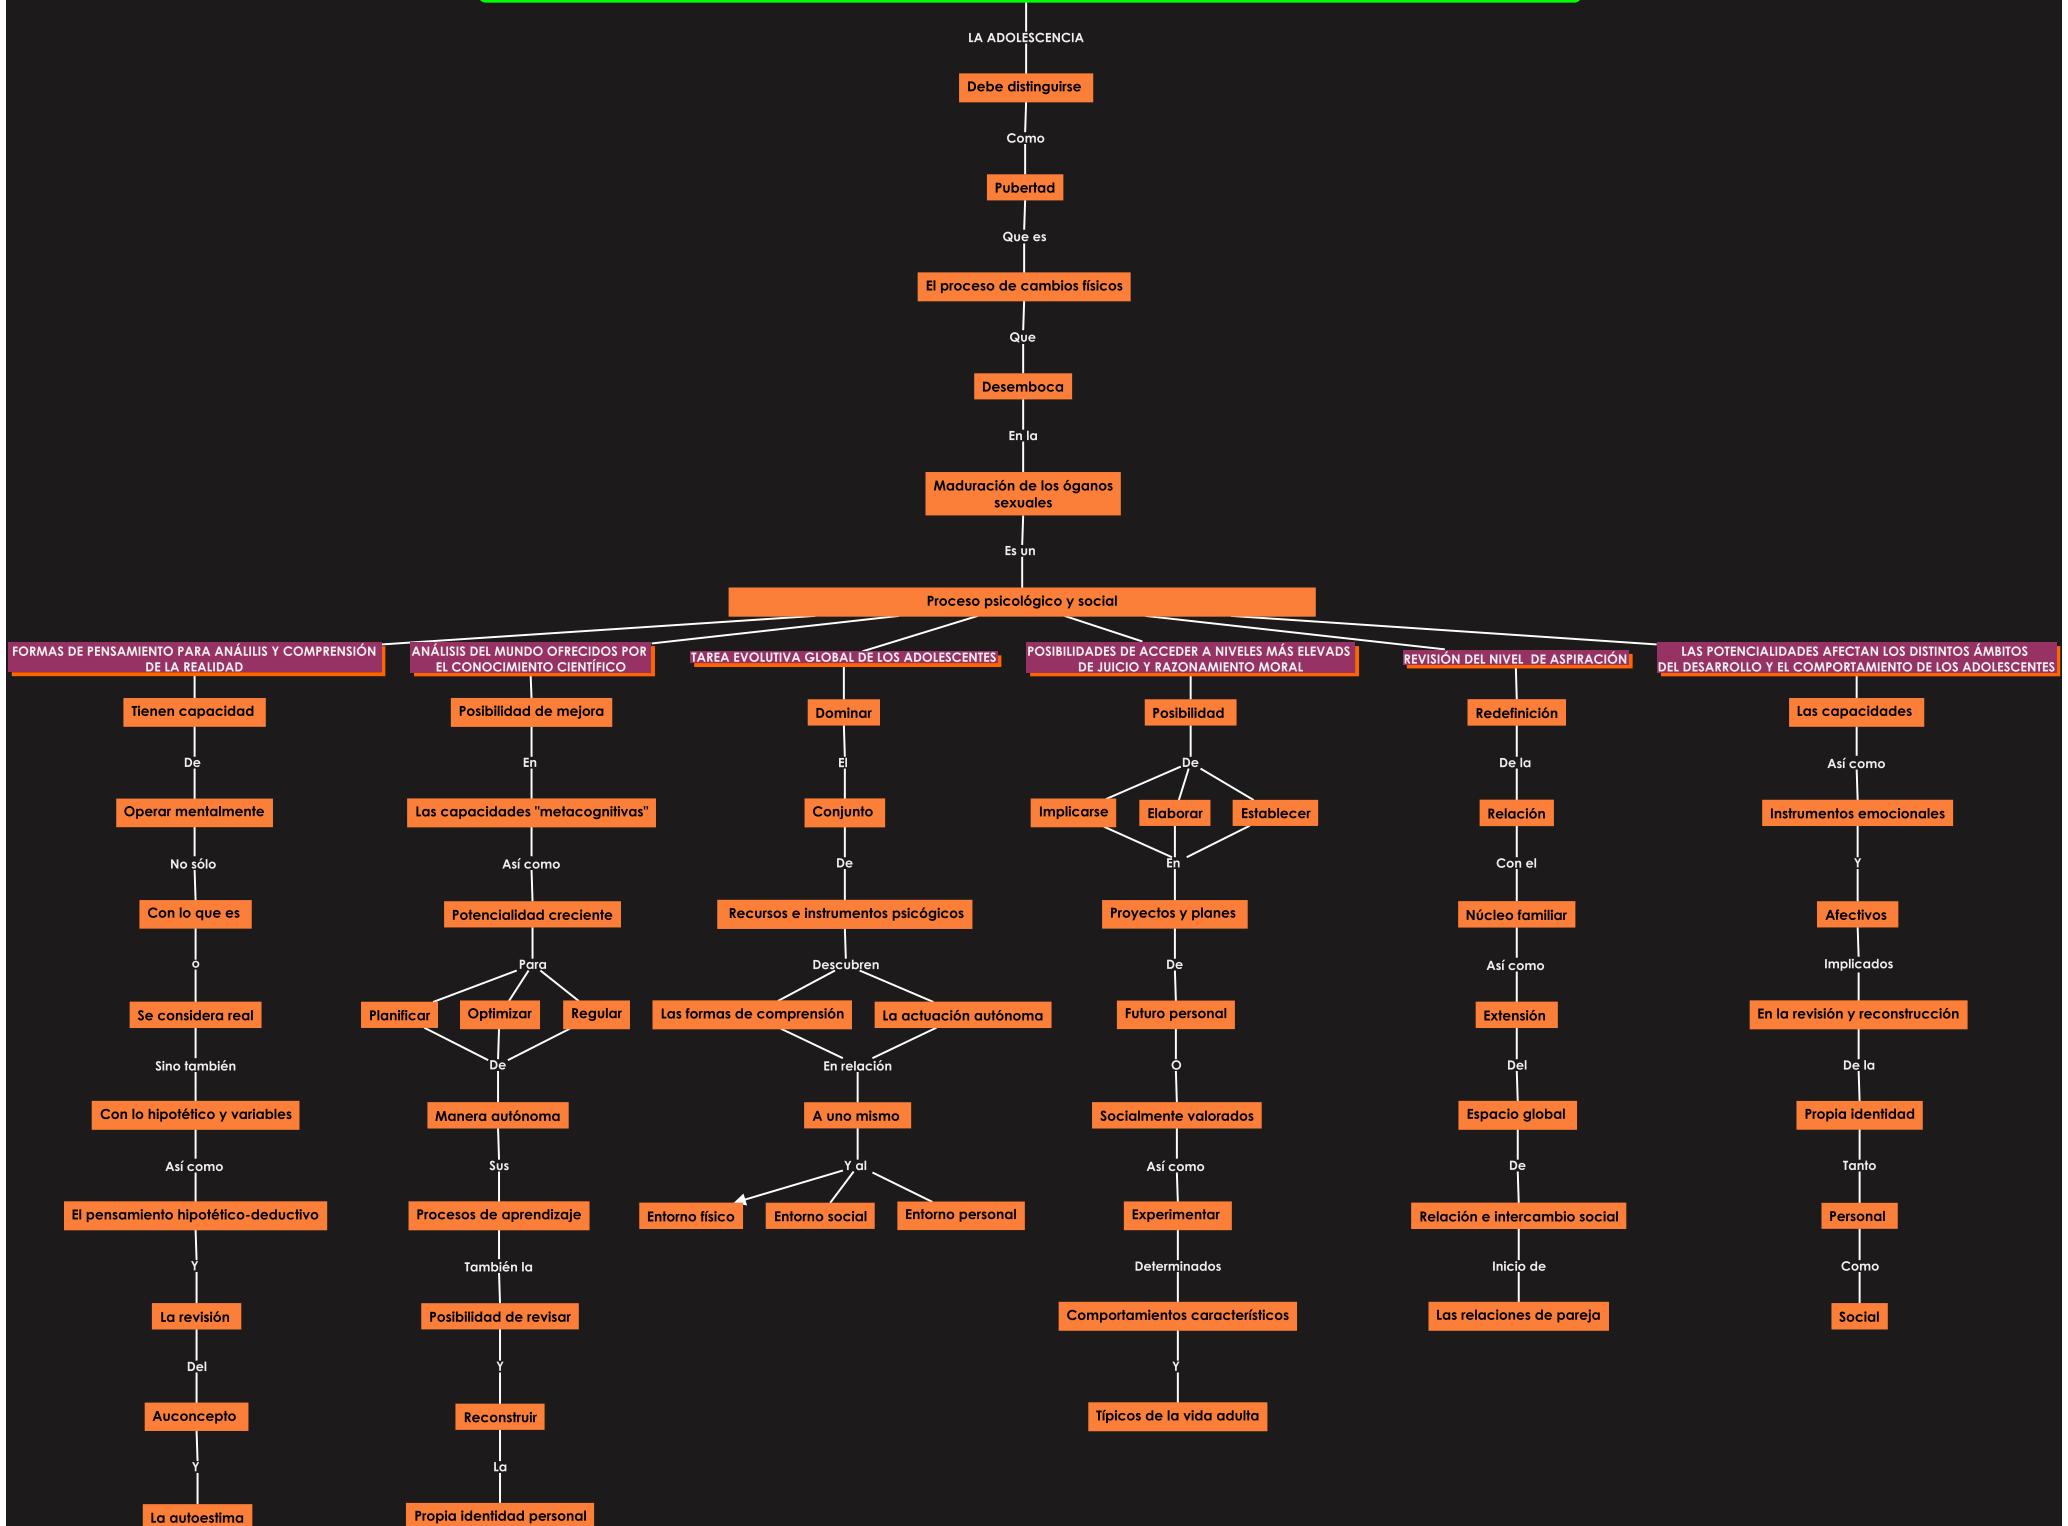 LA ADOLESCENCIA
Debe distinguirse
Como
Pubertad
Que es
El proceso de cambios físicos
Que
Desemboca
En la
Maduración de los óganos
sexuales
Es un
Proceso psicológico y social
FORMAS DE PENSAMIENTO PARA ANÁLILIS Y COMPRENSIÓN
DE LA REALIDAD
Tienen capacidad
De
Operar mentalmente
No sólo
Con lo que es
o
Se considera real
Sino también
Con lo hipotético y variables
Así como
El pensamiento hipotético-deductivo
Y
La revisión
Del
Auconcepto
Y
La autoestima
ANÁLISIS DEL MUNDO OFRECIDOS POR
EL CONOCIMIENTO CIENTÍFICO
Posibilidad de mejora
En
Las capacidades "metacognitivas"
Así como
Potencialidad creciente
Para
Planificar
Optimizar
Regular
De
Manera autónoma
Sus
Procesos de aprendizaje
También la
Posibilidad de revisar
Y
Reconstruir
La
Propia identidad personal
TAREA EVOLUTIVA GLOBAL DE LOS ADOLESCENTES
Dominar
El
Conjunto
De
Recursos e instrumentos psicógicos
Descubren
Las formas de comprensión
La actuación autónoma
En relación
A uno mismo
Y al
Entorno físico
Entorno social
Entorno personal
POSIBILIDADES DE ACCEDER A NIVELES MÁS ELEVADS
DE JUICIO Y RAZONAMIENTO MORAL
Posibilidad
De
Implicarse
Elaborar
Establecer
En
Proyectos y planes
De
Futuro personal
O
Socialmente valorados
Así como
Experimentar
Determinados
Comportamientos característicos
Y
Típicos de la vida adulta
REVISIÓN DEL NIVEL DE ASPIRACIÓN
Redefinición
De la
Relación
Con el
Núcleo familiar
Así como
Extensión
Del
Espacio global
De
Relación e intercambio social
Inicio de
Las relaciones de pareja
LAS POTENCIALIDADES AFECTAN LOS DISTINTOS ÁMBITOS
DEL DESARROLLO Y EL COMPORTAMIENTO DE LOS ADOLESCENTES
Las capacidades
Así como
Instrumentos emocionales
Y
Afectivos
Implicados
En la revisión y reconstrucción
De la
Propia identidad
Tanto
Personal
Como
Social